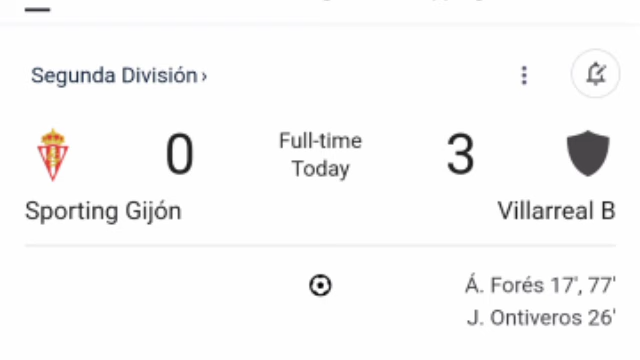 Segunda División ›
0 Full-time 3
Today
Sporting Gijón Villarreal B
Á. Forés 17', 77'
J. Ontiveros 26'